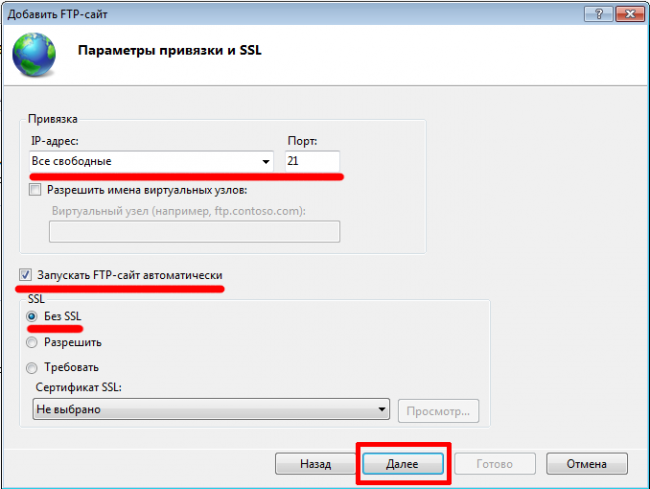 Добавить FTP-сайт
Параметры привязки и SSL
Привязка
IP-адрес: Порт:
Все свободные 21
Разрешить имена виртуальных узлов:
Виртуальный узел (например, ftp.contoso.com):
Запускать FTP-сайт автоматически
SSL
Без SSL
Разрешить
Требовать
Сертификат SSL:
Не выбрано Просмотр...
Назад Далее Готово Отмена